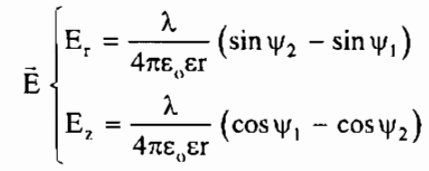 E⃗ { E_r = λ / 4πε₀εr (sin ψ₂ − sin ψ₁)
E_z = λ / 4πε₀εr (cos ψ₁ − cos ψ₂)